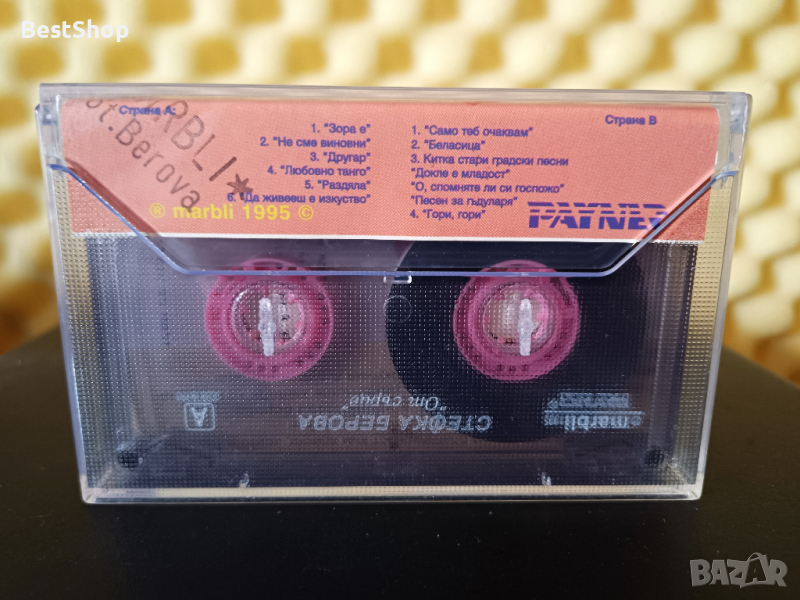 BestShop
MARBLI*
St.Berova
Страна А:
1. "Зора е"
2. "Не сме виновни"
3. "Другар"
4. "Любовно танго"
5. "Раздяла"
6. "Да живееш е изкуство"
® marbli 1995 ©
Страна В
1. "Само теб очаквам"
2. "Беласица"
3. Китка стари градски песни
"Докле е младост"
"О, спомняте ли си госпожо"
"Песен за гъдуларя"
4. "Гори, гори"
PAYNER
A
"От сърце"
СТЕФКА БЕРОВА
marbli
BAZAR